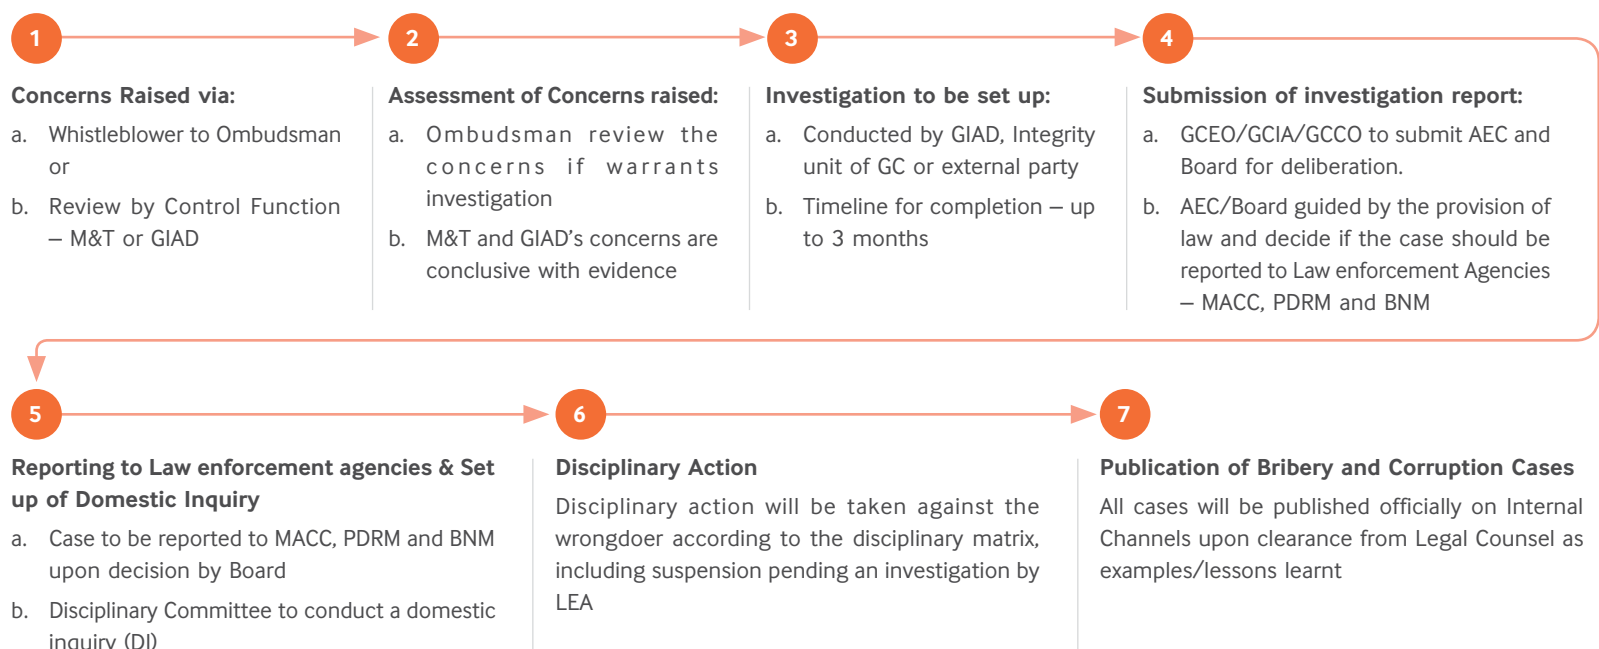 1
Concerns Raised via:
a. Whistleblower to Ombudsman
or
b. Review by Control Function
– M&T or GIAD
2
Assessment of Concerns raised:
a. Ombudsman review the
concerns if warrants
investigation
b. M&T and GIAD’s concerns are
conclusive with evidence
3
Investigation to be set up:
a. Conducted by GIAD, Integrity
unit of GC or external party
b. Timeline for completion – up
to 3 months
4
Submission of investigation report:
a. GCEO/GCIA/GCCO to submit AEC and
Board for deliberation.
b. AEC/Board guided by the provision of
law and decide if the case should be
reported to Law enforcement Agencies
– MACC, PDRM and BNM
5
Reporting to Law enforcement agencies & Set
up of Domestic Inquiry
a. Case to be reported to MACC, PDRM and BNM
upon decision by Board
b. Disciplinary Committee to conduct a domestic
inquiry (DI)
6
Disciplinary Action
Disciplinary action will be taken against the
wrongdoer according to the disciplinary matrix,
including suspension pending an investigation by
LEA
7
Publication of Bribery and Corruption Cases
All cases will be published officially on Internal
Channels upon clearance from Legal Counsel as
examples/lessons learnt